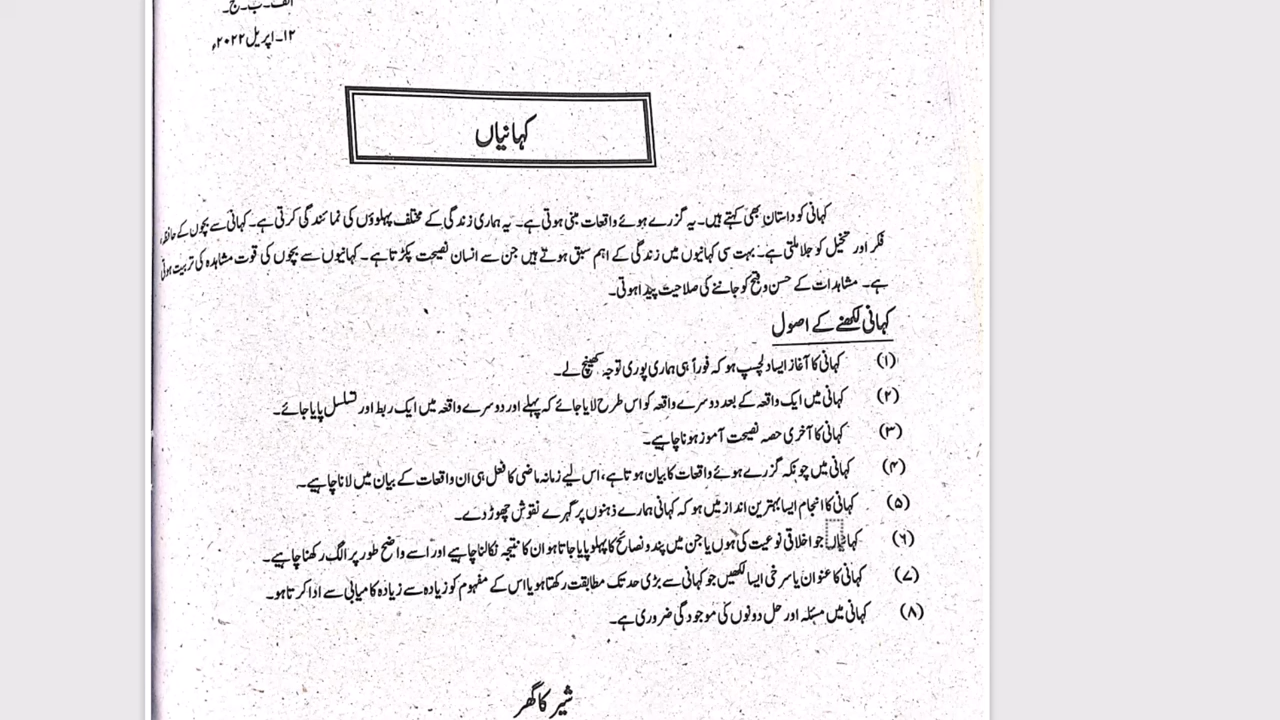 الف۔ب۔ج۔
۱۲۔اپریل ۲۰۲۲ء
کہانیاں
کہانی کو داستان بھی کہتے ہیں۔ یہ گزرے ہوئے واقعات مبنی ہوتی ہے۔ یہ ہماری زندگی کے مختلف پہلوؤں کی نمائندگی کرتی ہے۔ کہانی سے بچوں کے حافظہ،
فکر اور تخیل کو جلا ملتی ہے۔ بہت سی کہانیوں میں زندگی کے اہم سبق ہوتے ہیں جن سے انسان نصیحت پکڑتا ہے۔ کہانیوں سے بچوں کی قوت مشاہدہ کی تربیت ہوتی
ہے۔ مشاہدات کے حسن و قبح کو جاننے کی صلاحیت پیدا ہوتی۔
کہانی لکھنے کے اصول
(۱) کہانی کا آغاز ایسا دلچسپ ہو کہ فوراً ہی ہماری پوری توجہ کھینچ لے۔
(۲) کہانی میں ایک واقعہ کے بعد دوسرے واقعہ کو اس طرح لایا جائے کہ پہلے اور دوسرے واقعہ میں ایک ربط اور تسلسل پایا جائے۔
(۳) کہانی کا آخری حصہ نصیحت آموز ہونا چاہیے۔
(۴) کہانی میں چونکہ گزرے ہوئے واقعات کا بیان ہوتا ہے، اس لیے زمانہ ماضی کا فعل ہی ان واقعات کے بیان میں لانا چاہیے۔
(۵) کہانی کا انجام ایسا بہترین انداز میں ہو کہ کہانی ہمارے ذہنوں پر گہرے نقوش چھوڑ دے۔
(۶) کہانیاں جو اخلاقی نوعیت کی ہوں یا جن میں پند و نصائح کا پہلو پایا جاتا ہو ان کا نتیجہ نکالنا چاہیے اور اسے واضح طور پر الگ رکھنا چاہیے۔
(۷) کہانی کا عنوان یا سرخی ایسا لکھیں جو کہانی سے بڑی حد تک مطابقت رکھتا ہو یا اس کے مفہوم کو زیادہ سے زیادہ کامیابی سے ادا کرتا ہو۔
(۸) کہانی میں مسئلہ اور حل دونوں کی موجودگی ضروری ہے۔
شیر کا گھر